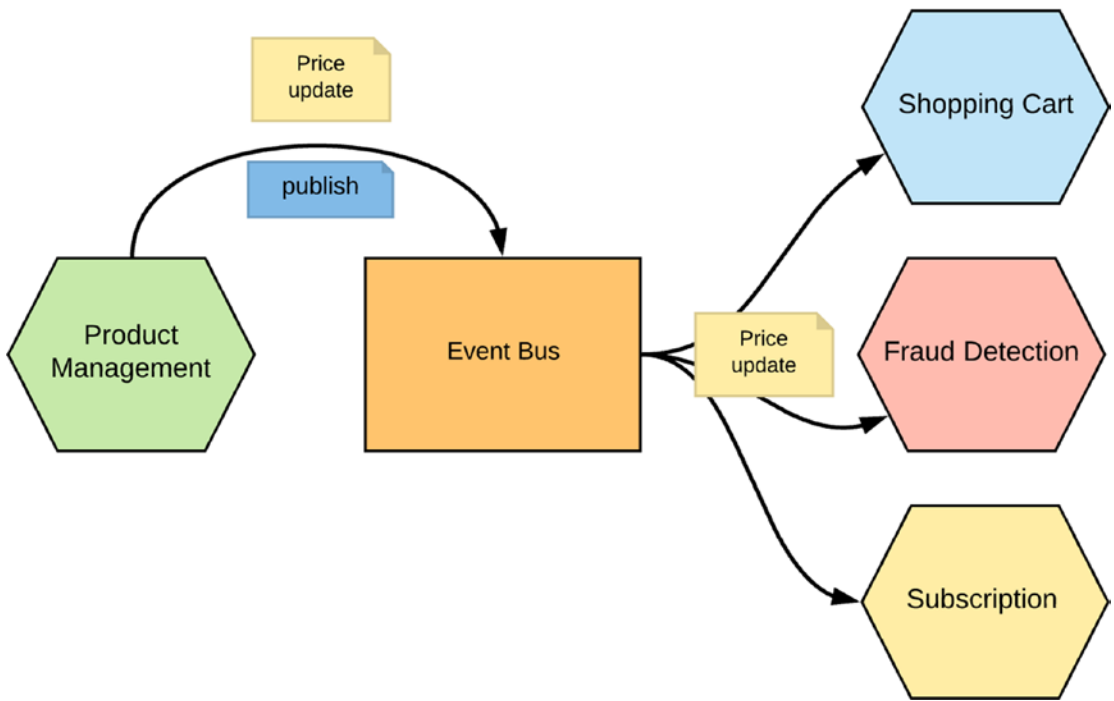 Price
update
publish
Product
Management
Event Bus
Price
update
Shopping Cart
Fraud Detection
Subscription